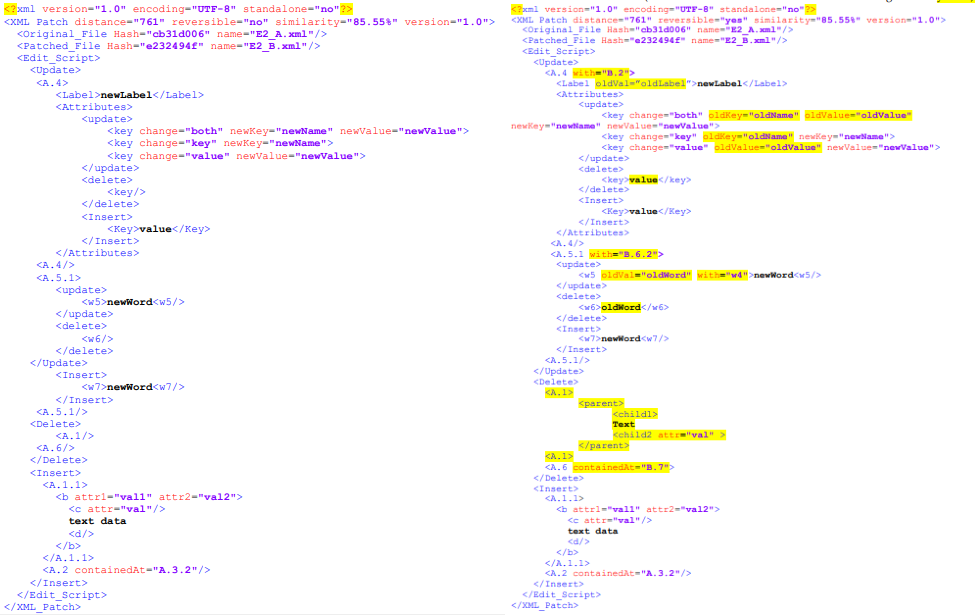 <?xml version="1.0" encoding="UTF-8" standalone="no"?>
<XML Patch distance="761" reversible="no" similarity="85.55%" version="1.0">
<Original_File Hash="cb31d006" name="E2_A.xml"/>
<Patched_File Hash="e232494f" name="E2_B.xml"/>
<Edit_Script>
<Update>
<A.4>
<Label>newLabel</Label>
<Attributes>
<update>
<key change="both" newKey="newName" newValue="newValue">
<key change="key" newKey="newName">
<key change="value" newValue="newValue">
</update>
<delete>
<key/>
</delete>
<Insert>
<Key>value</Key>
</Insert>
</Attributes>
<A.4/>
<A.5.1>
<update>
<w5>newWord<w5/>
</update>
<delete>
<w6/>
</delete>
</Update>
<Insert>
<w7>newWord<w7/>
</Insert>
<A.5.1/>
<Delete>
<A.1/>
<A.6/>
</Delete>
<Insert>
<A.1.1>
<b attr1="val1" attr2="val2">
<c attr="val"/>
text data
<d/>
</b>
</A.1.1>
<A.2 containedAt="A.3.2"/>
</Insert>
</Edit_Script>
</XML_Patch>
<?xml version="1.0" encoding="UTF-8" standalone="no"?>
<XML Patch distance="761" reversible="yes" similarity="85.55%" version="1.0">
<Original_File Hash="cb31d006" name="E2_A.xml"/>
<Patched_File Hash="e232494f" name="E2_B.xml"/>
<Edit_Script>
<Update>
<A.4 with="B.2">
<Label oldVal="oldLabel">newLabel</Label>
<Attributes>
<update>
<key change="both" oldKey="oldName" oldValue="oldValue"
newKey="newName" newValue="newValue">
<key change="key" oldKey="oldName" newKey="newName">
<key change="value" oldValue="oldValue" newValue="newValue">
</update>
<delete>
<key>value</key>
</delete>
<Insert>
<Key>value</Key>
</Insert>
</Attributes>
<A.4/>
<A.5.1 with="B.6.2">
<update>
<w5 oldVal="oldWord" with="w4">newWord<w5/>
</update>
<delete>
<w6>oldWord</w6>
</delete>
<Insert>
<w7>newWord<w7/>
</Insert>
<A.5.1/>
</Update>
<Delete>
<A.1>
<parent>
<child1>
Text
<child2 attr="val" >
</parent>
<A.1>
<A.6 containedAt="B.7">
</Delete>
<Insert>
<A.1.1>
<b attr1="val1" attr2="val2">
<c attr="val"/>
text data
<d/>
</b>
</A.1.1>
<A.2 containedAt="A.3.2"/>
</Insert>
</Edit_Script>
</XML_Patch>